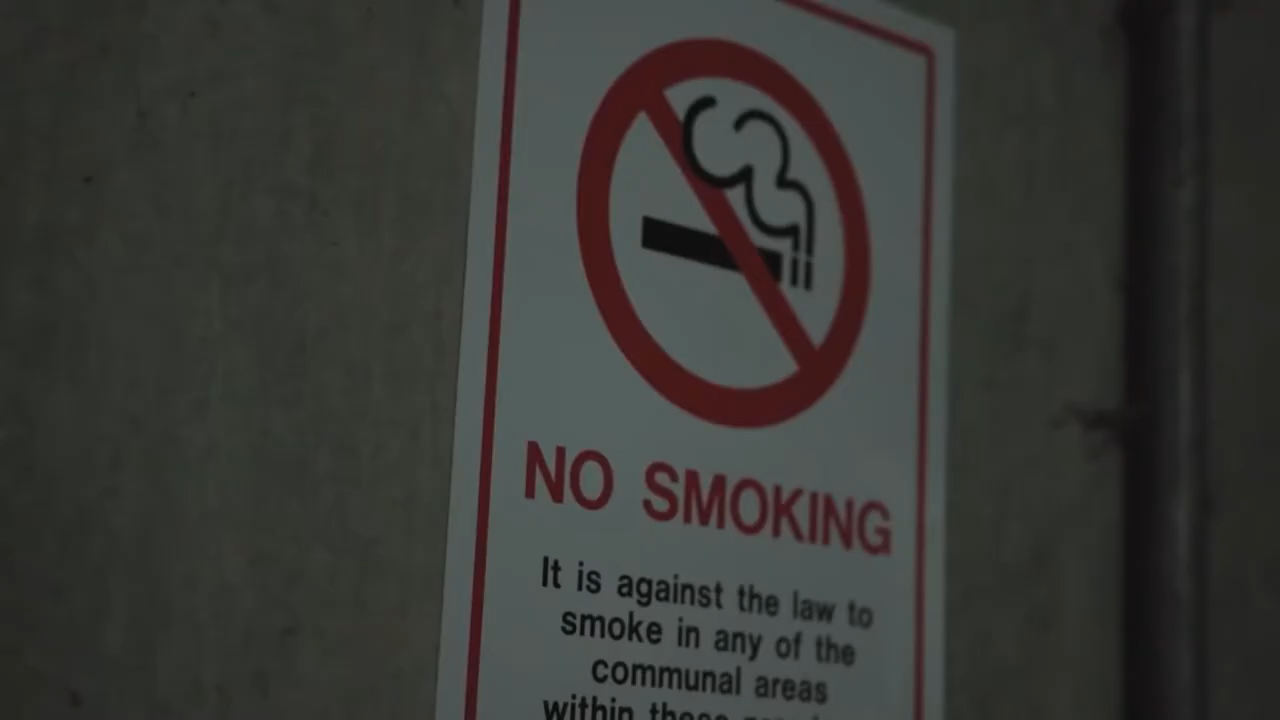 NO SMOKING
It is against the law to
smoke in any of the
communal areas
within these